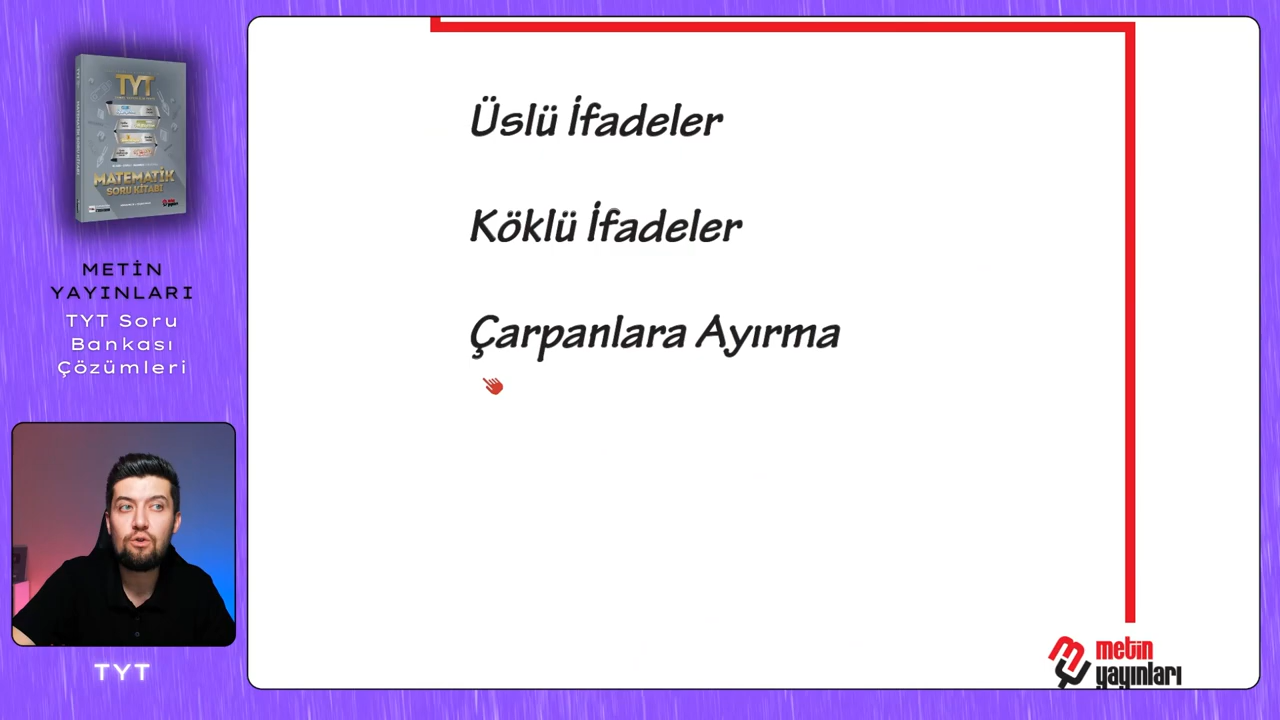 TYT
MATEMATİK
SORU KİTABI
METİN
YAYINLARI
TYT Soru
Bankası
Çözümleri
TYT
Üslü İfadeler
Köklü İfadeler
Çarpanlara Ayırma
metin
yayınları